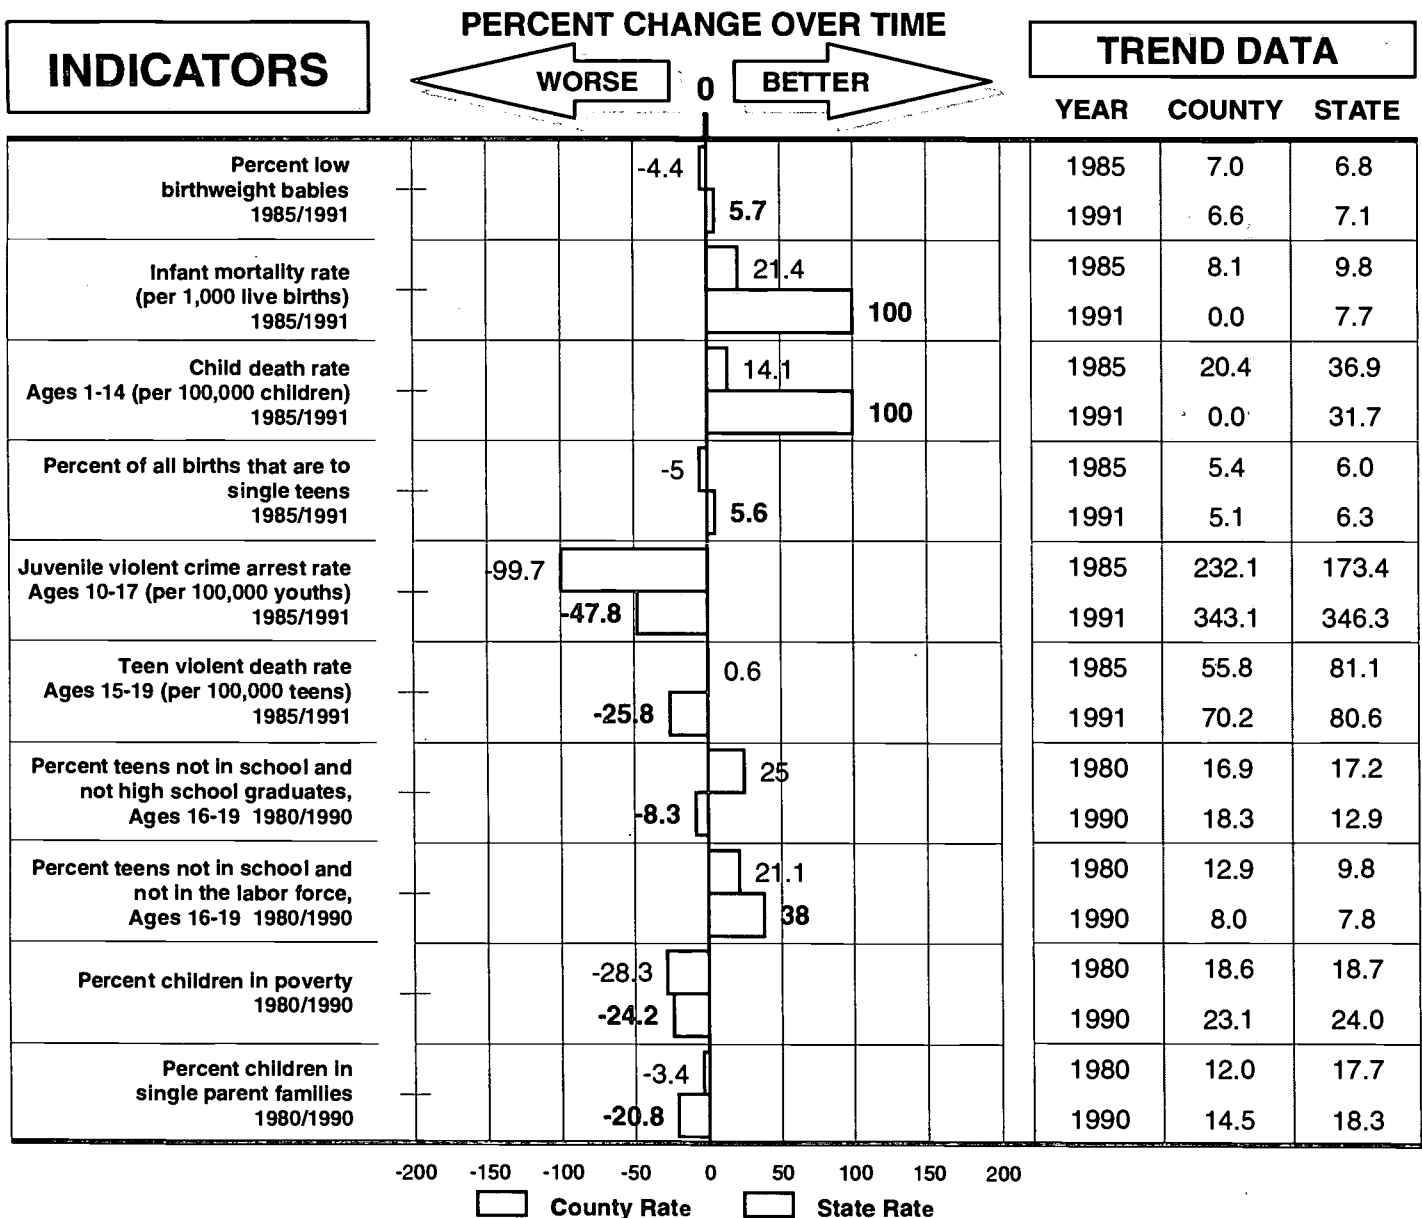 PERCENT CHANGE OVER TIME
INDICATORS
WORSE
0
BETTER
TREND DATA
YEAR COUNTY STATE
Percent low
birthweight babies
1985/1991
-4.4
5.7
1985 7.0 6.8
1991 6.6 7.1
Infant mortality rate
(per 1,000 live births)
1985/1991
21.4
100
1985 8.1 9.8
1991 0.0 7.7
Child death rate
Ages 1-14 (per 100,000 children)
1985/1991
14.1
100
1985 20.4 36.9
1991 0.0 31.7
Percent of all births that are to
single teens
1985/1991
-5
5.6
1985 5.4 6.0
1991 5.1 6.3
Juvenile violent crime arrest rate
Ages 10-17 (per 100,000 youths)
1985/1991
-99.7
-47.8
1985 232.1 173.4
1991 343.1 346.3
Teen violent death rate
Ages 15-19 (per 100,000 teens)
1985/1991
0.6
-25.8
1985 55.8 81.1
1991 70.2 80.6
Percent teens not in school and
not high school graduates,
Ages 16-19 1980/1990
25
-8.3
1980 16.9 17.2
1990 18.3 12.9
Percent teens not in school and
not in the labor force,
Ages 16-19 1980/1990
21.1
38
1980 12.9 9.8
1990 8.0 7.8
Percent children in poverty
1980/1990
-28.3
-24.2
1980 18.6 18.7
1990 23.1 24.0
Percent children in
single parent families
1980/1990
-3.4
-20.8
1980 12.0 17.7
1990 14.5 18.3
-200 -150 -100 -50 0 50 100 150 200
County Rate State Rate